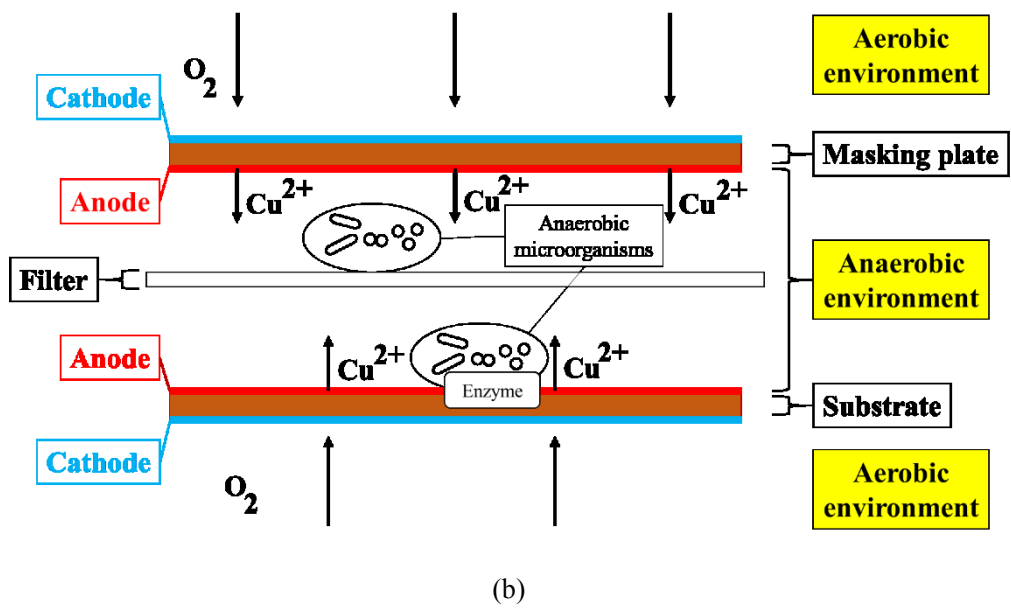 O2
Aerobic
environment
Cathode
Masking plate
Anode
Cu2+
Cu2+
Cu2+
Anaerobic
microorganisms
Filter
Anaerobic
environment
Anode
Cu2+
Cu2+
Enzyme
Substrate
Cathode
O2
Aerobic
environment
(b)